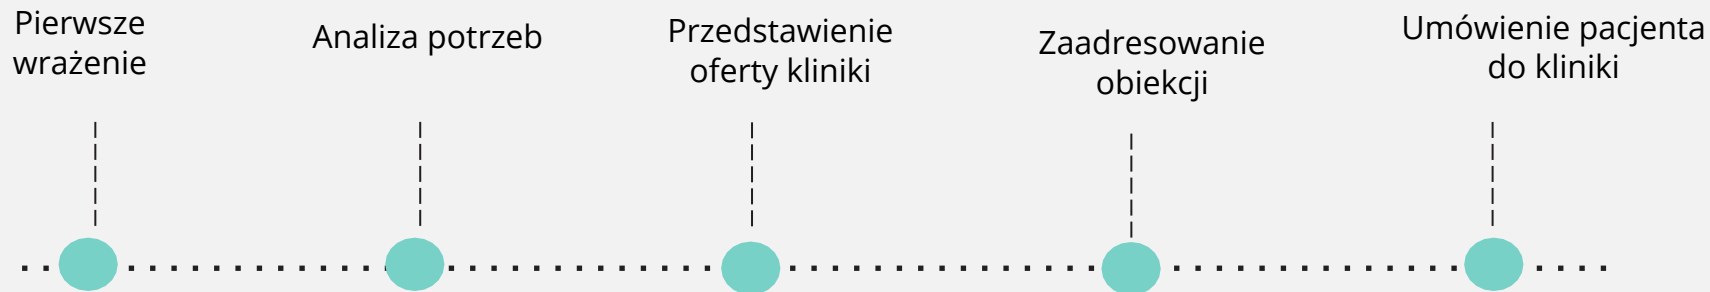 Pierwsze
wrażenie
Analiza potrzeb
Przedstawienie
oferty kliniki
Zaadresowanie
obiekcji
Umówienie pacjenta
do kliniki